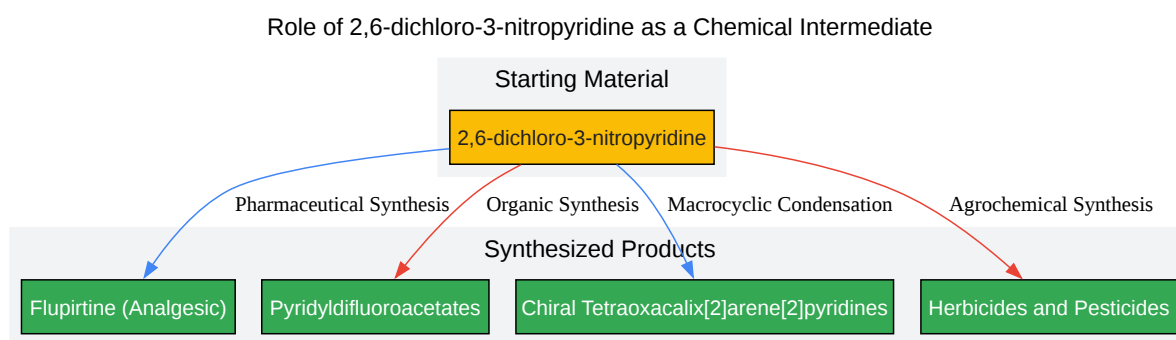 Role of 2,6-dichloro-3-nitropyridine as a Chemical Intermediate
Starting Material
2,6-dichloro-3-nitropyridine
Pharmaceutical Synthesis
Organic Synthesis
Macrocyclic Condensation
Agrochemical Synthesis
Synthesized Products
Flupirtine (Analgesic)
Pyridyldifluoroacetates
Chiral Tetraoxacalix[2]arene[2]pyridines
Herbicides and Pesticides